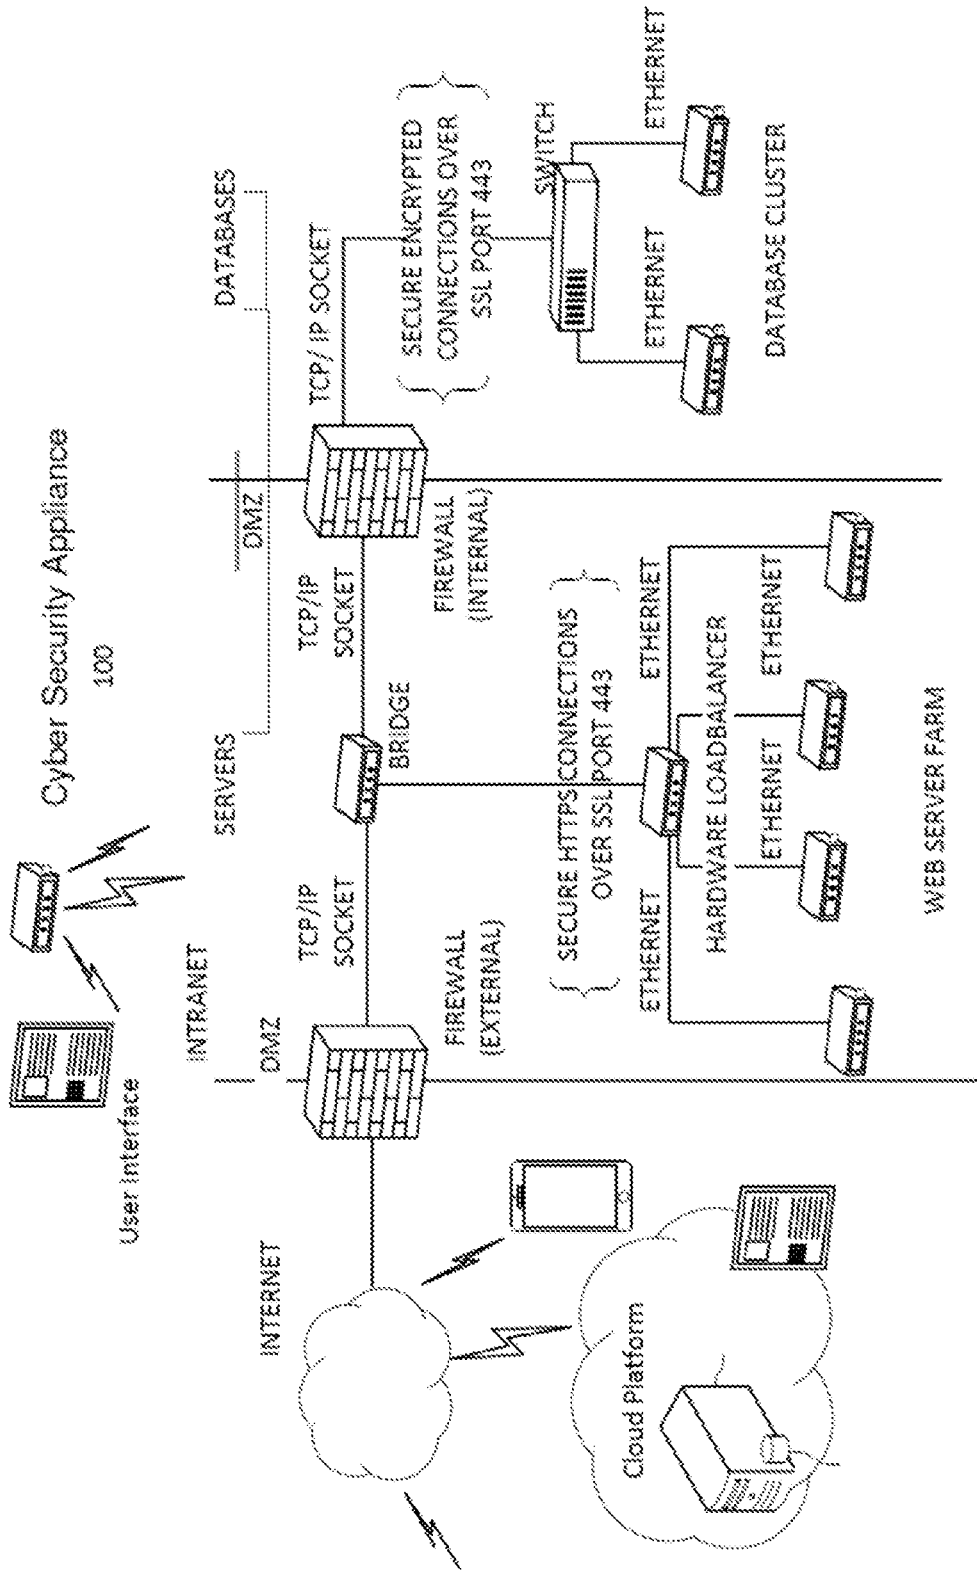 Cyber Security Appliance
100
User Interface
INTRANET
SERVERS
DATABASES
INTERNET
DMZ
DMZ
TCP/IP
SOCKET
TCP/IP
SOCKET
TCP/ IP SOCKET
BRIDGE
FIREWALL
(EXTERNAL)
FIREWALL
(INTERNAL)
SECURE ENCRYPTED
CONNECTIONS OVER
SSL PORT 443
SWITCH
ETHERNET
ETHERNET
DATABASE CLUSTER
SECURE HTTPS CONNECTIONS
OVER SSL PORT 443
ETHERNET
ETHERNET
HARDWARE LOADBALANCER
ETHERNET
ETHERNET
WEB SERVER FARM
Cloud Platform